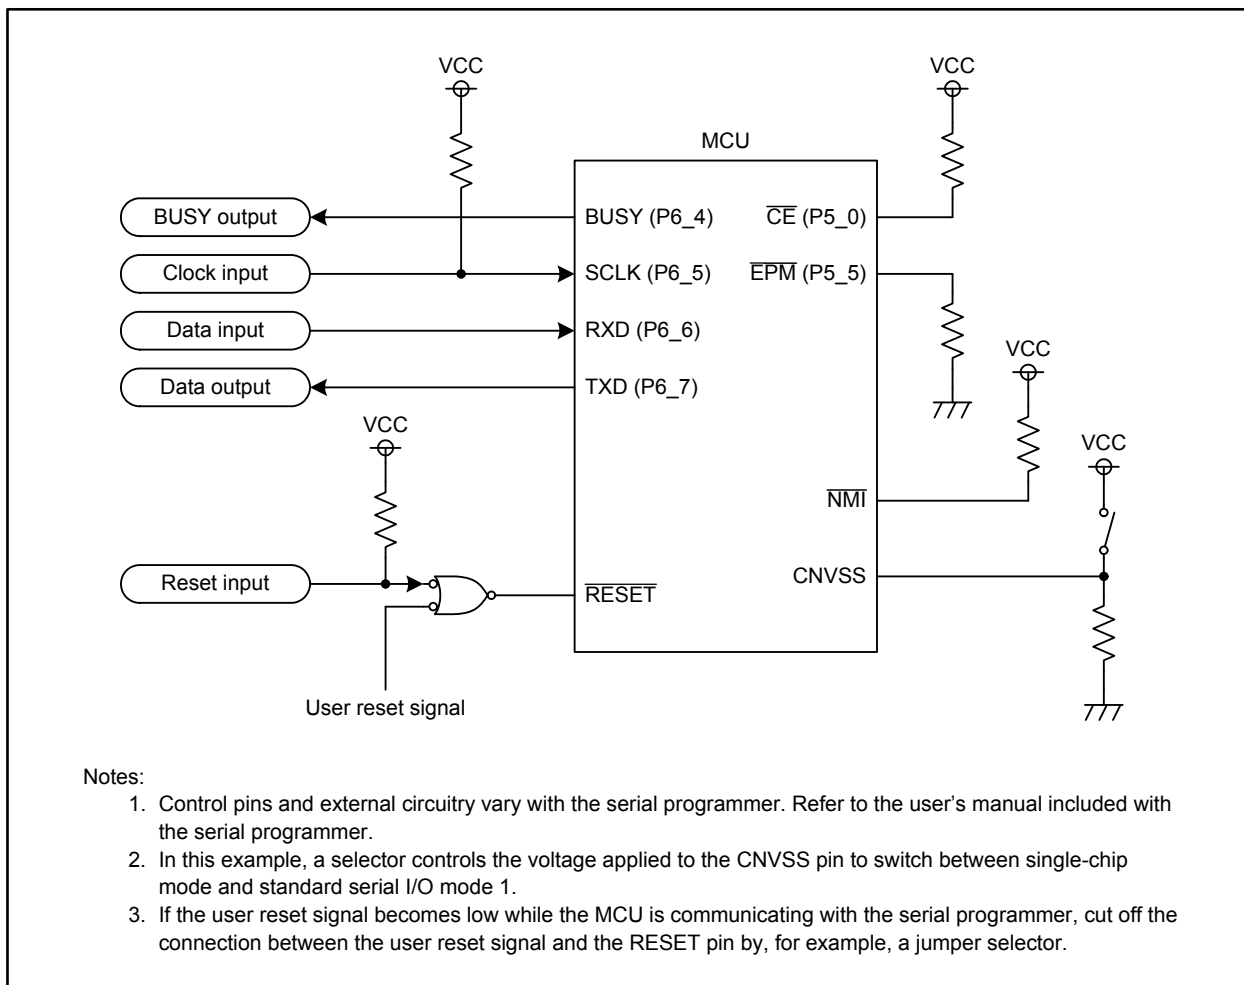 VCC
VCC
MCU
BUSY output
BUSY (P6_4)
CE (P5_0)
Clock input
SCLK (P6_5)
EPM (P5_5)
Data input
RXD (P6_6)
VCC
Data output
TXD (P6_7)
VCC
VCC
NMI
Reset input
CNVSS
RESET
User reset signal
Notes:
1. Control pins and external circuitry vary with the serial programmer. Refer to the user’s manual included with
the serial programmer.
2. In this example, a selector controls the voltage applied to the CNVSS pin to switch between single-chip
mode and standard serial I/O mode 1.
3. If the user reset signal becomes low while the MCU is communicating with the serial programmer, cut off the
connection between the user reset signal and the RESET pin by, for example, a jumper selector.